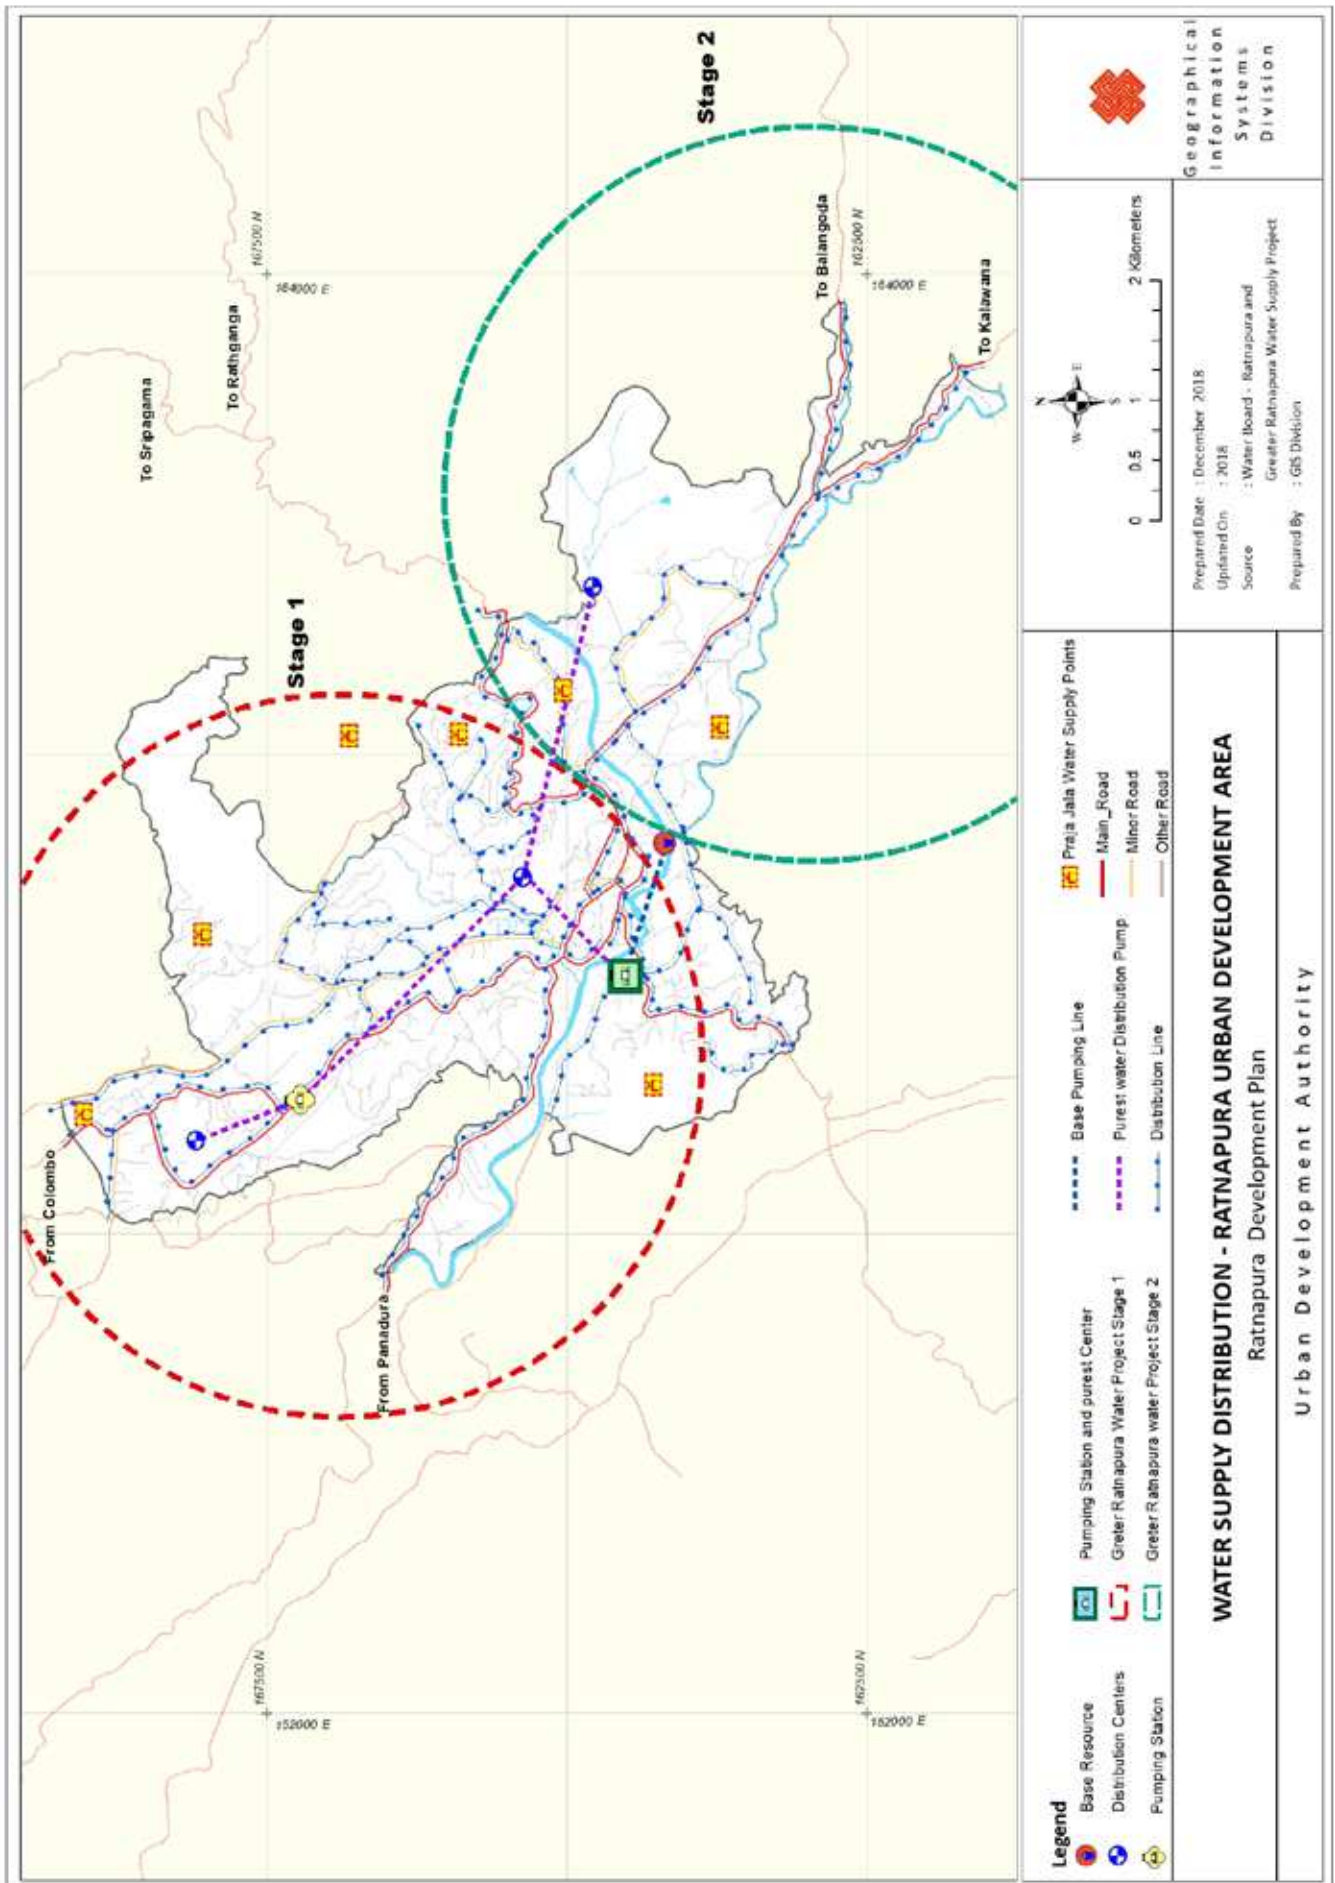 Stage 1
Stage 2
To Sripagama
To Rathganga
To Balangoda
To Kalawana
From Colombo
From Panadura
167500 N
152000 E
167500 N
164000 E
162500 N
152000 E
162500 N
164000 E
Legend
Base Resource
Distribution Centers
Pumping Station
Pumping Station and purest Center
Greter Ratnapura Water Project Stage 1
Greter Ratnapura water Project Stage 2
Base Pumping Line
Purest water Distribution Pump
Distribution Line
Praja Jala Water Supply Points
Main_Road
Minor Road
Other Road
N
W
E
S
0 0.5 1 2 Kilometers
Geographical
Information
Systems
Division
WATER SUPPLY DISTRIBUTION - RATNAPURA URBAN DEVELOPMENT AREA
Ratnapura Development Plan
Urban Development Authority
Prepared Date : December 2018
Updated On : 2018
Source : Water Board - Ratnapura and
Greater Ratnapura Water Supply Project
Prepared By : GIS Division